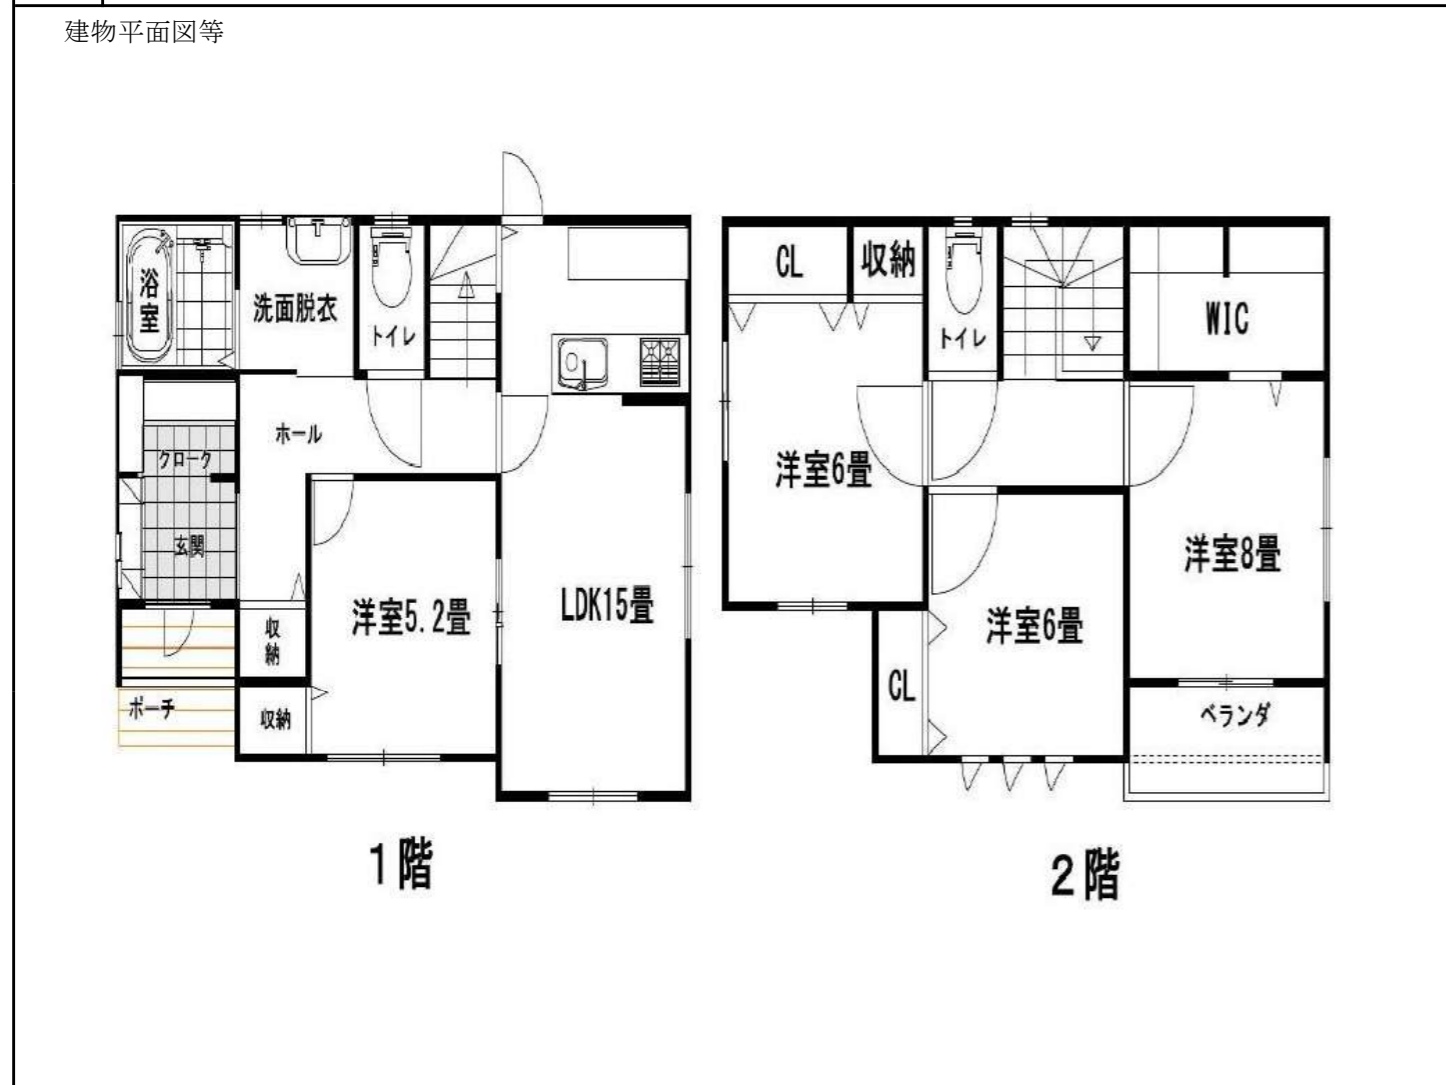 建物平面図等
浴室
洗面脱衣
トイレ
ホール
クローク
玄関
収納
洋室5.2畳
LDK15畳
ポーチ
収納
1階
CL
収納
トイレ
WIC
洋室6畳
洋室8畳
洋室6畳
CL
ベランダ
2階